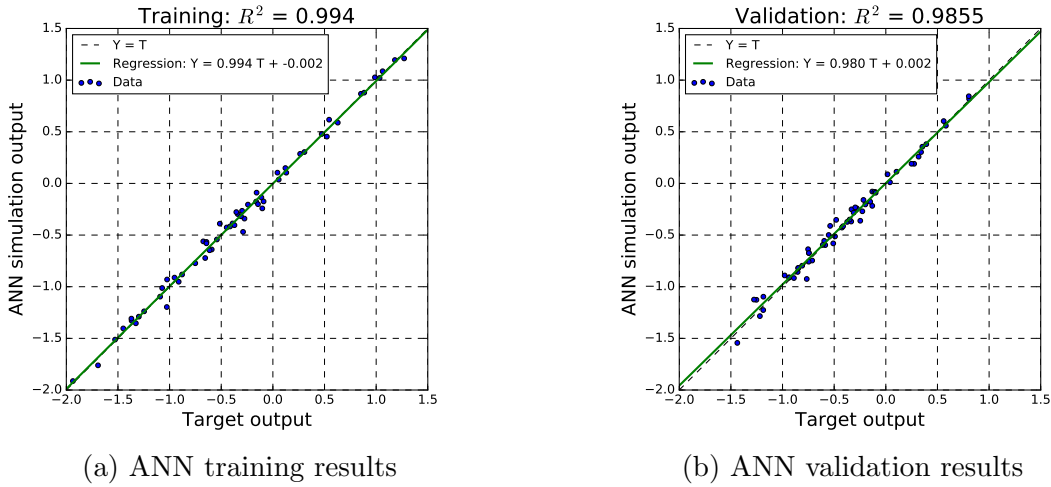 Training: R² = 0.994
Y = T
Regression: Y = 0.994 T + -0.002
Data
ANN simulation output
1.5
1.0
0.5
0.0
−0.5
−1.0
−1.5
−2.0
−2.0 −1.5 −1.0 −0.5 0.0 0.5 1.0 1.5
Target output
(a) ANN training results
Validation: R² = 0.9855
Y = T
Regression: Y = 0.980 T + 0.002
Data
ANN simulation output
1.5
1.0
0.5
0.0
−0.5
−1.0
−1.5
−2.0
−2.0 −1.5 −1.0 −0.5 0.0 0.5 1.0 1.5
Target output
(b) ANN validation results